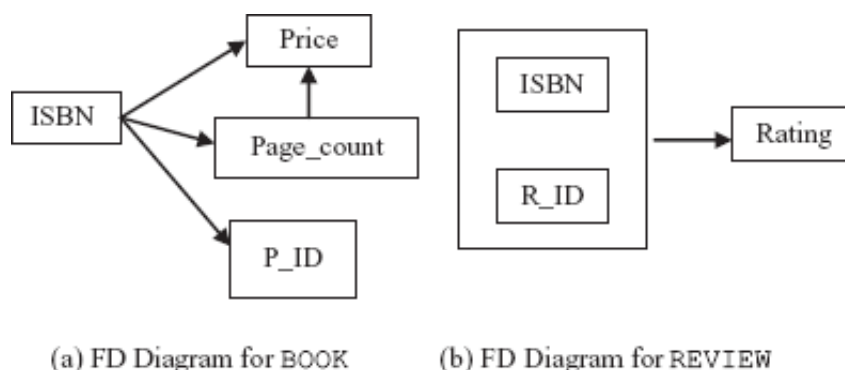 Price
ISBN
Page_count
P_ID
ISBN
R_ID
Rating
(a) FD Diagram for BOOK
(b) FD Diagram for REVIEW